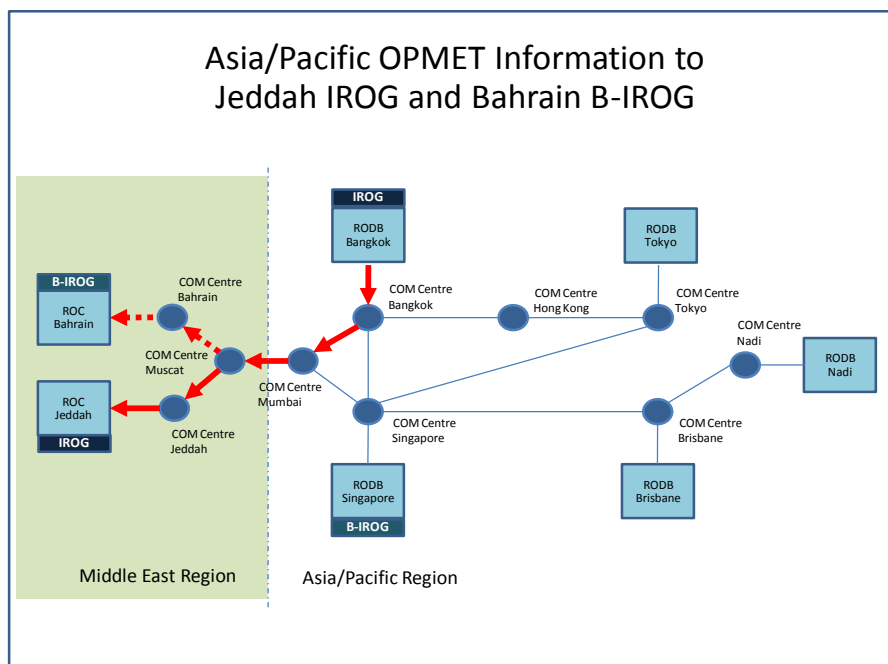 Asia/Pacific OPMET Information to
Jeddah IROG and Bahrain B-IROG
IROG
RODB
Bangkok
RODB
Tokyo
B-IROG
ROC
Bahrain
COM Centre
Bahrain
COM Centre
Bangkok
COM Centre
Hong Kong
COM Centre
Tokyo
COM Centre
Nadi
RODB
Nadi
COM Centre
Muscat
COM Centre
Mumbai
ROC
Jeddah
IROG
COM Centre
Jeddah
COM Centre
Singapore
COM Centre
Brisbane
RODB
Singapore
B-IROG
RODB
Brisbane
Middle East Region
Asia/Pacific Region